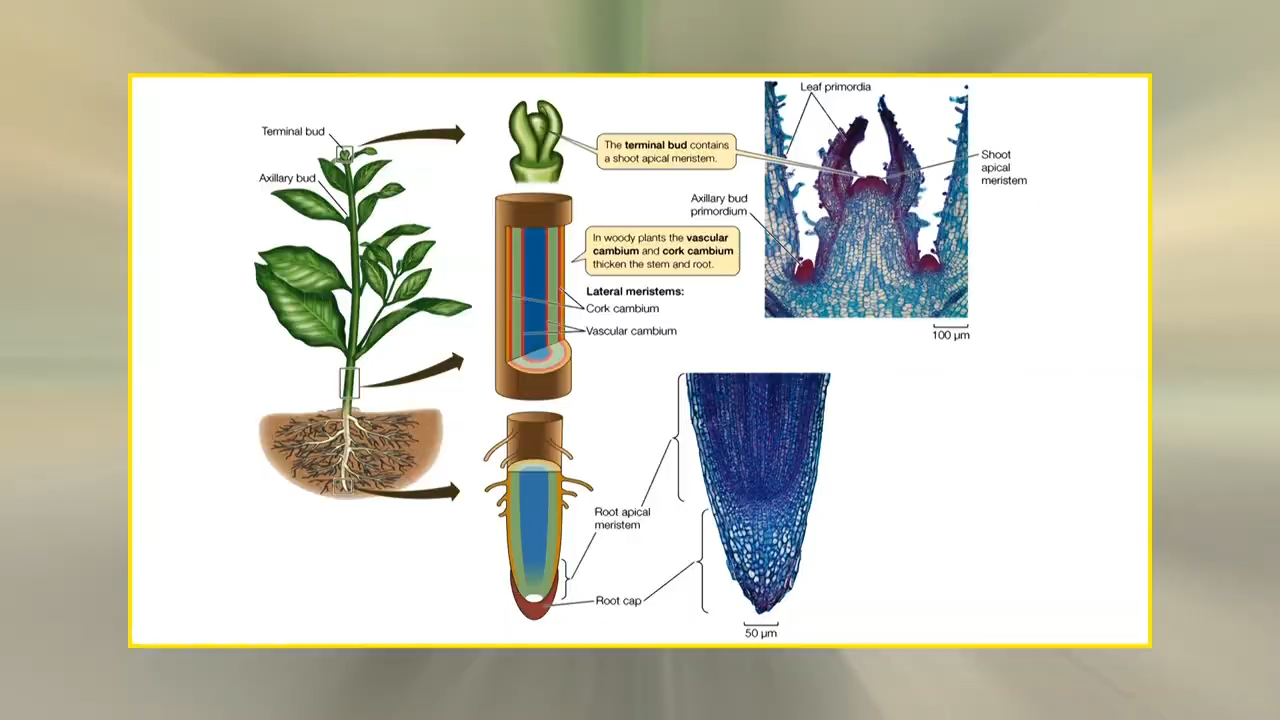 Terminal bud
Axillary bud
The terminal bud contains
a shoot apical meristem.
In woody plants the vascular
cambium and cork cambium
thicken the stem and root.
Lateral meristems:
Cork cambium
Vascular cambium
Leaf primordia
Shoot
apical
meristem
Axillary bud
primordium
100 µm
Root apical
meristem
Root cap
50 µm